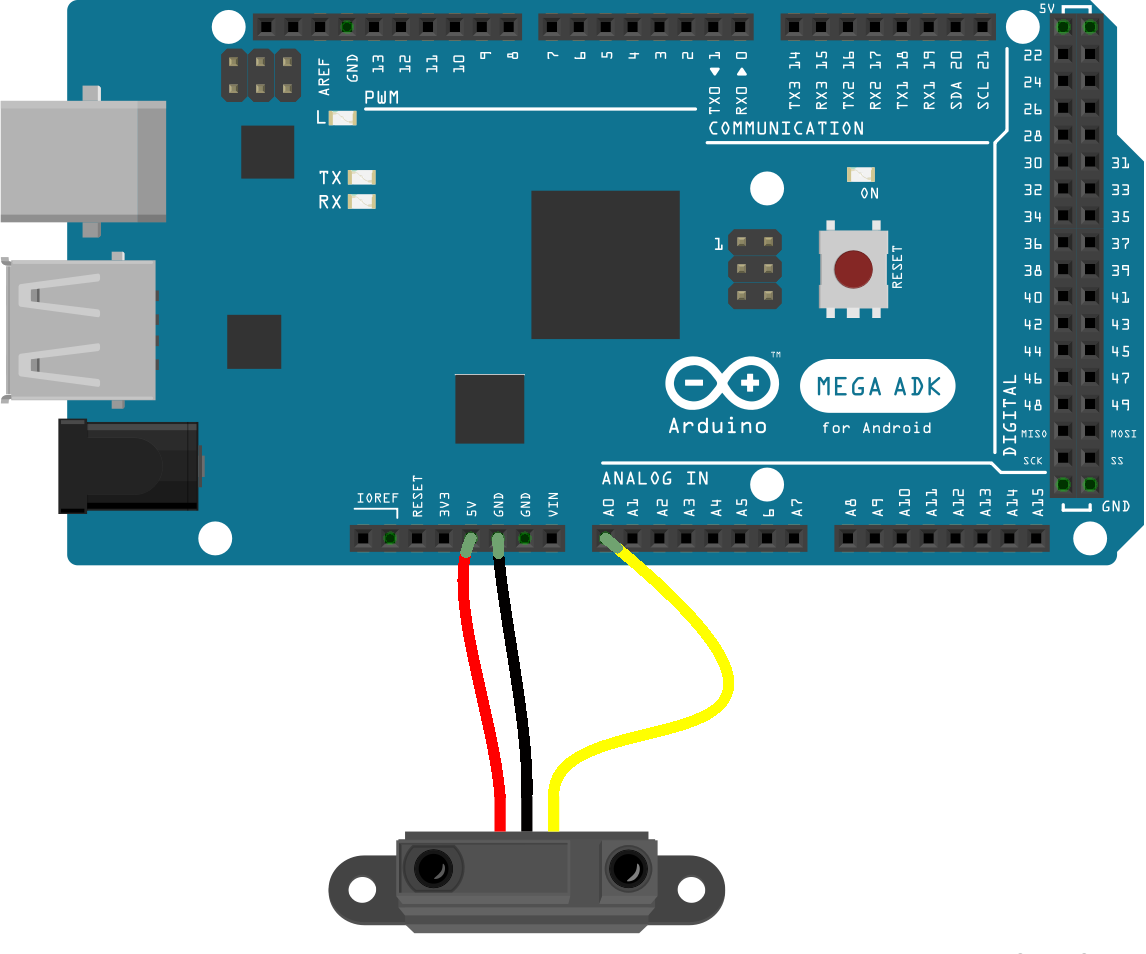 5V
AREF GND 13 12 11 10 9 8 7 6 5 4 3 2 TX0 ◀ 1 RX0 ▶ 0 TX3 14 RX3 15 TX2 16 RX2 17 TX1 18 RX1 19 SDA 20 SCL 21
22
24
PWM
26
L
COMMUNICATION
28
30 31
TX
32 33
RX
ON
34 35
1
36 37
RESET
38 39
40 41
42 43
44 45
™
MEGA ADK
46 47
48 49
Arduino
for Android
DIGITAL
MISO MOSI
SCK SS
ANALOG IN
IOREF RESET 3V3 5V GND GND VIN A0 A1 A2 A3 A4 A5 6 A7 A8 A9 A10 A11 A12 A13 A14 A15
GND